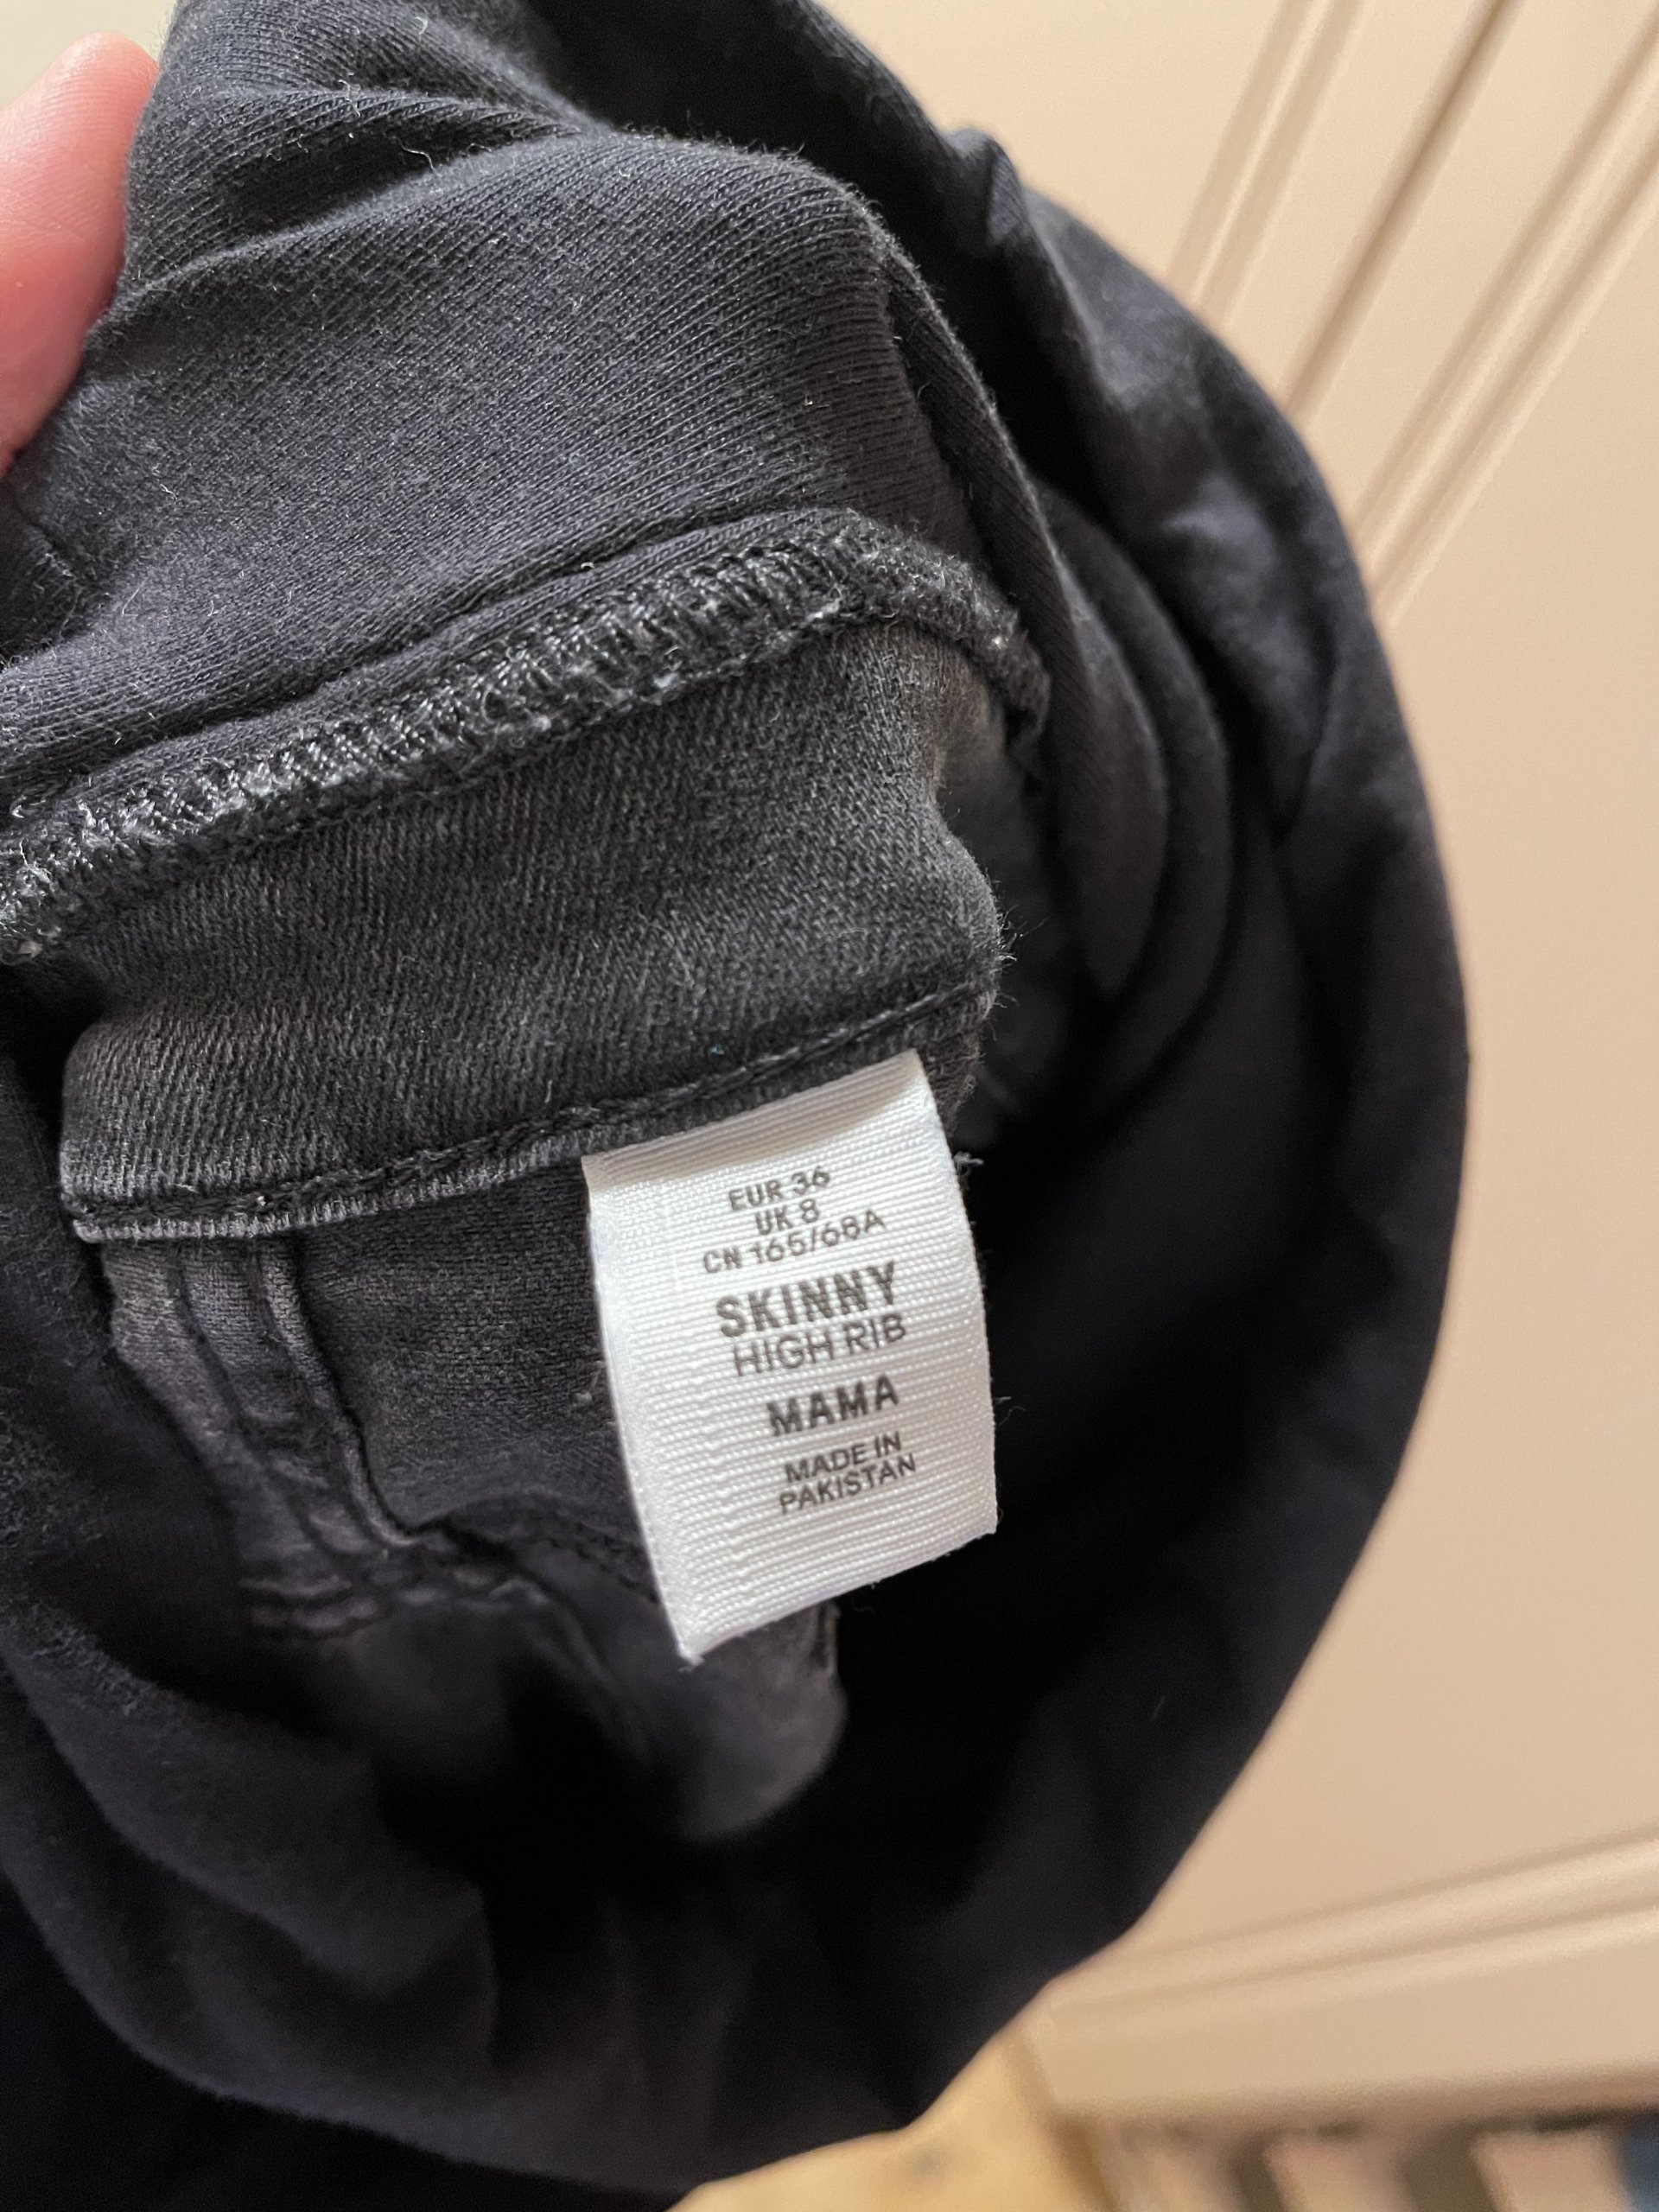 EUR 36
UK 8
CN 165/68A
SKINNY
HIGH RIB
MAMA
MADE IN
PAKISTAN